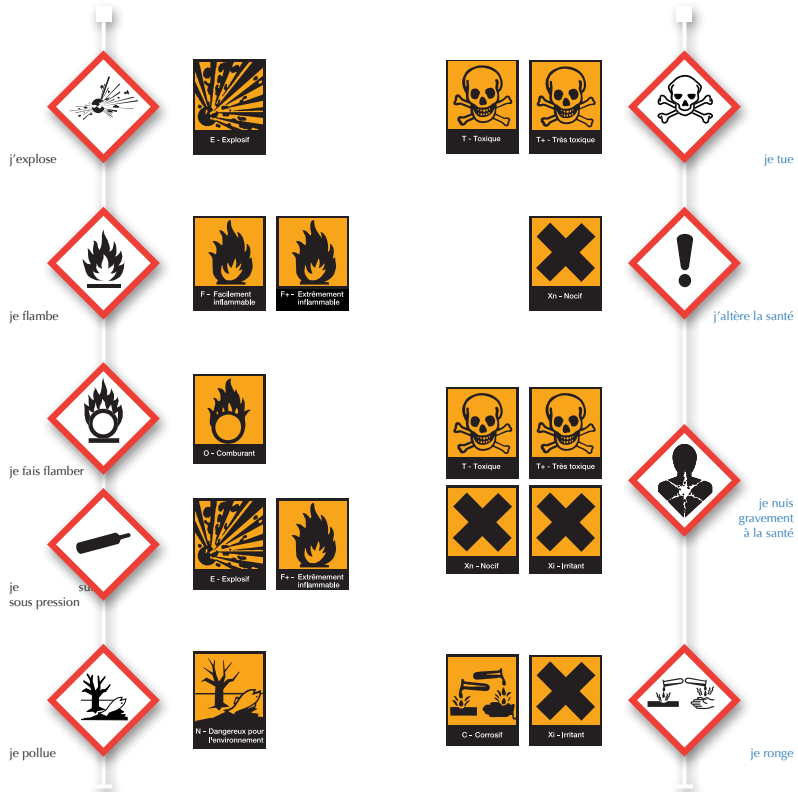 E - Explosif
j'explose
F - Facilement
inflammable
F+ - Extrêmement
inflammable
je flambe
O - Comburant
je fais flamber
E - Explosif
F+ - Extrêmement
inflammable
je su
sous pression
N - Dangereux pour
l'environnement
je pollue
T - Toxique
T+ - Très toxique
je tue
Xn - Nocif
j'altère la santé
T - Toxique
T+ - Très toxique
Xn - Nocif
Xi - Irritant
je nuis
gravement
à la santé
C - Corrosif
Xi - Irritant
je ronge